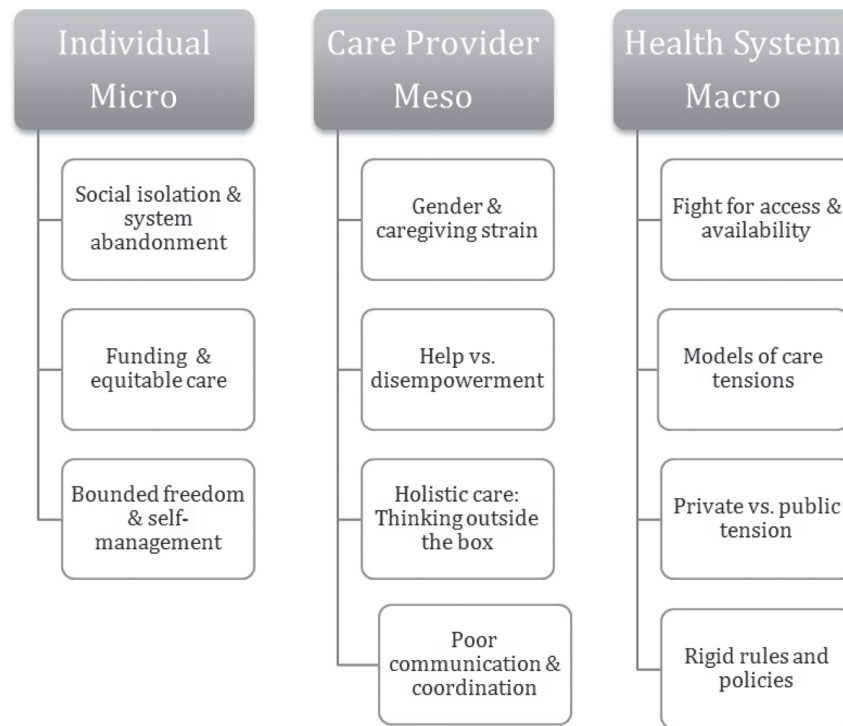 Individual
Micro
Social isolation &
system
abandonment
Funding &
equitable care
Bounded freedom
& self-
management
Care Provider
Meso
Gender &
caregiving strain
Help vs.
disempowerment
Holistic care:
Thinking outside
the box
Poor
communication &
coordination
Health System
Macro
Fight for access &
availability
Models of care
tensions
Private vs. public
tension
Rigid rules and
policies